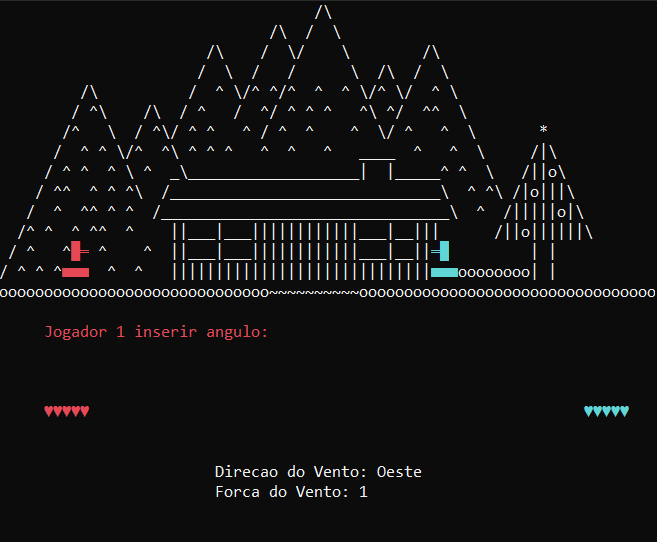 Jogador 1 inserir angulo:
♥♥♥♥♥ ♥♥♥♥♥
Direcao do Vento: Oeste
Forca do Vento: 1